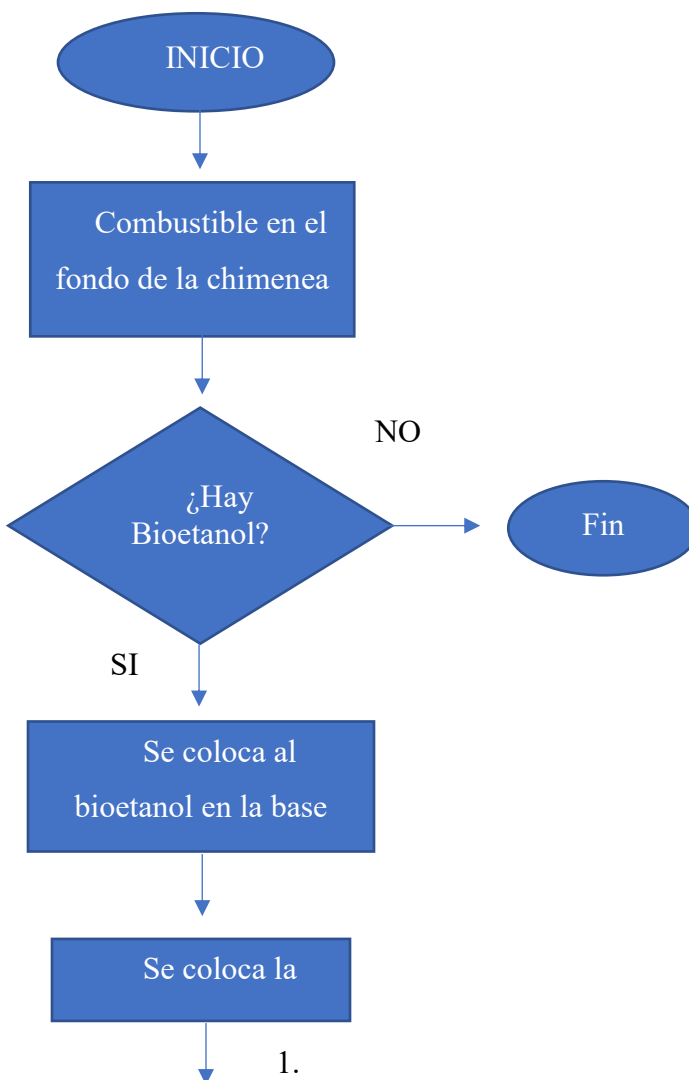 INICIO
Combustible en el
fondo de la chimenea
NO
¿Hay
Bioetanol?
Fin
SI
Se coloca al
bioetanol en la base
Se coloca la
1.